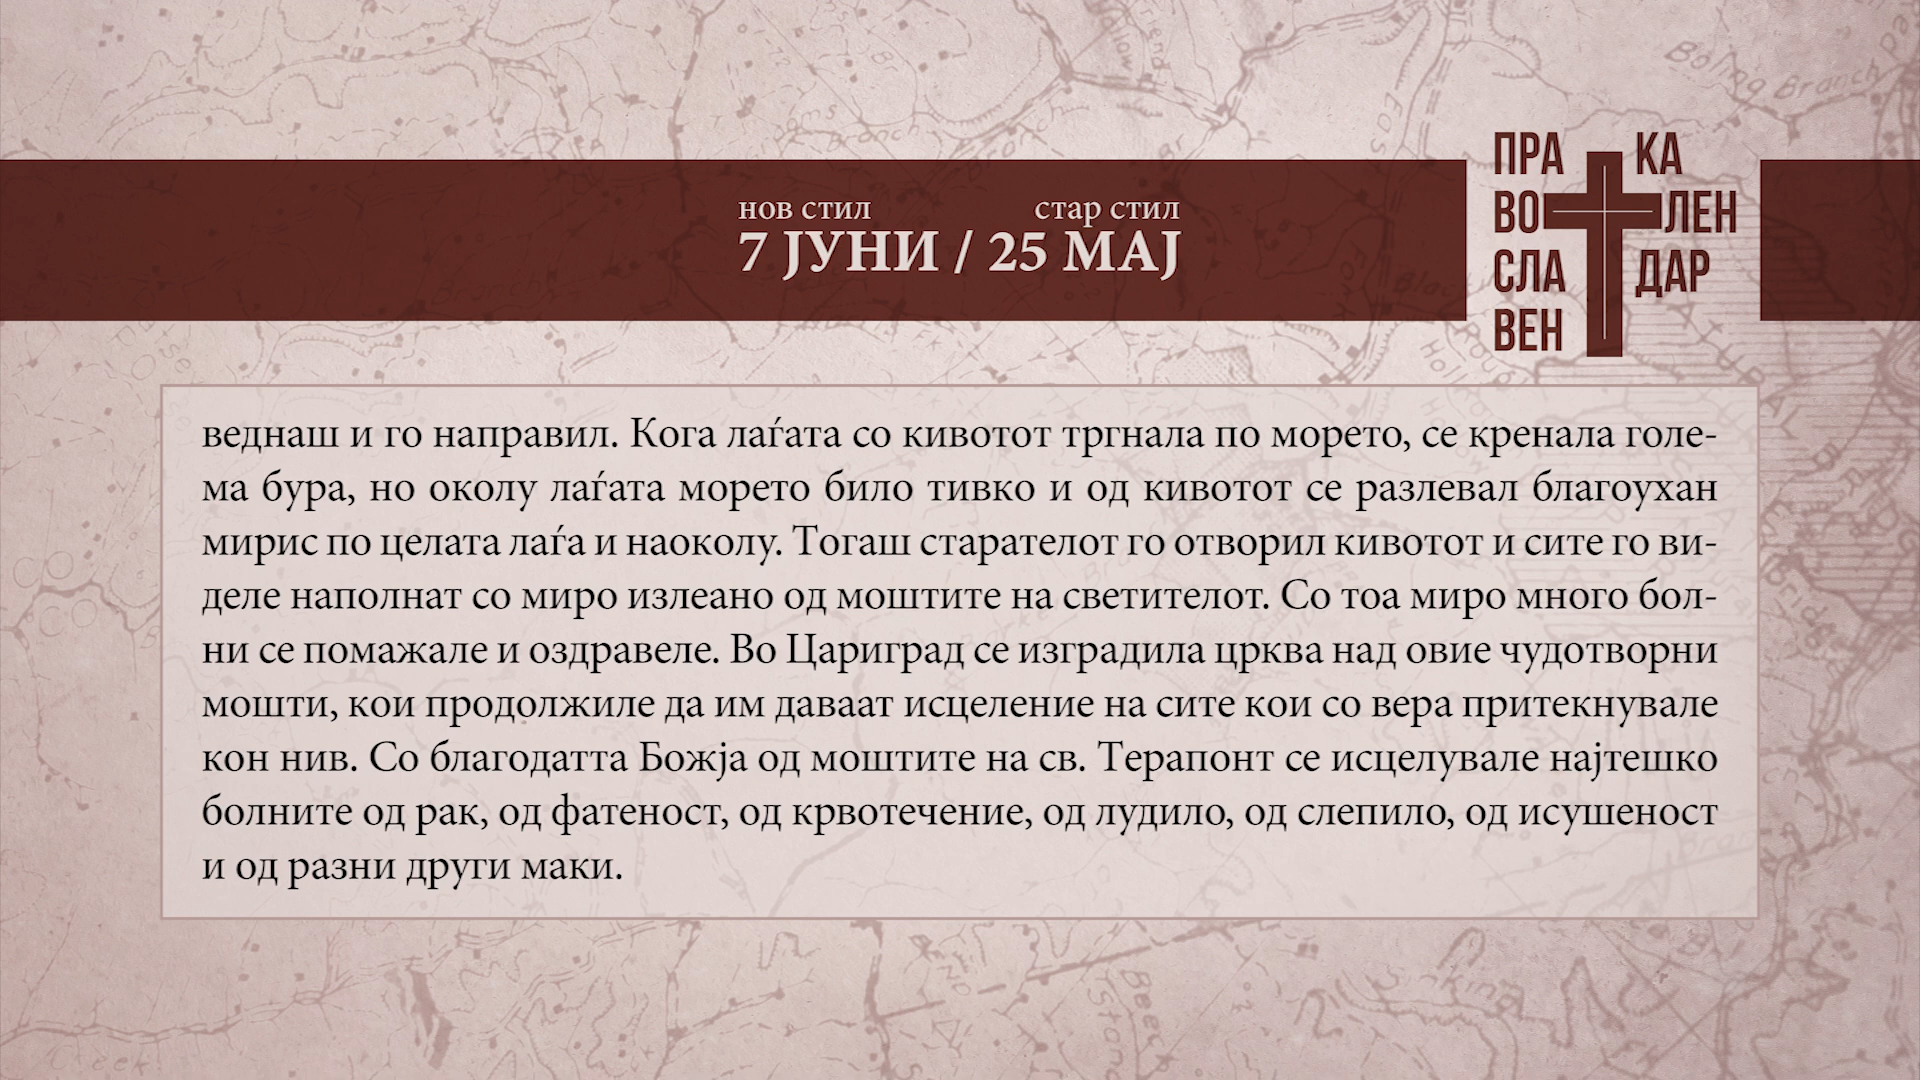 нов стил стар стил
7 ЈУНИ / 25 МАЈ
ПРА КА
ВО ЛЕН
СЛА ДАР
ВЕН
веднаш и го направил. Кога лаѓата со кивотот тргнала по морето, се кренала голе-
ма бура, но околу лаѓата морето било тивко и од кивотот се разлевал благоухан
мирис по целата лаѓа и наоколу. Тогаш старателот го отворил кивотот и сите го ви-
деле наполнат со миро излеано од моштите на светителот. Со тоа миро много бол-
ни се помажале и оздравеле. Во Цариград се изградила црква над овие чудотворни
мошти, кои продолжиле да им даваат исцеление на сите кои со вера притекнувале
кон нив. Со благодатта Божја од моштите на св. Терапонт се исцелувале најтешко
болните од рак, од фатеност, од крвотечение, од лудило, од слепило, од исушеност
и од разни други маки.
Boling Branch
Creek